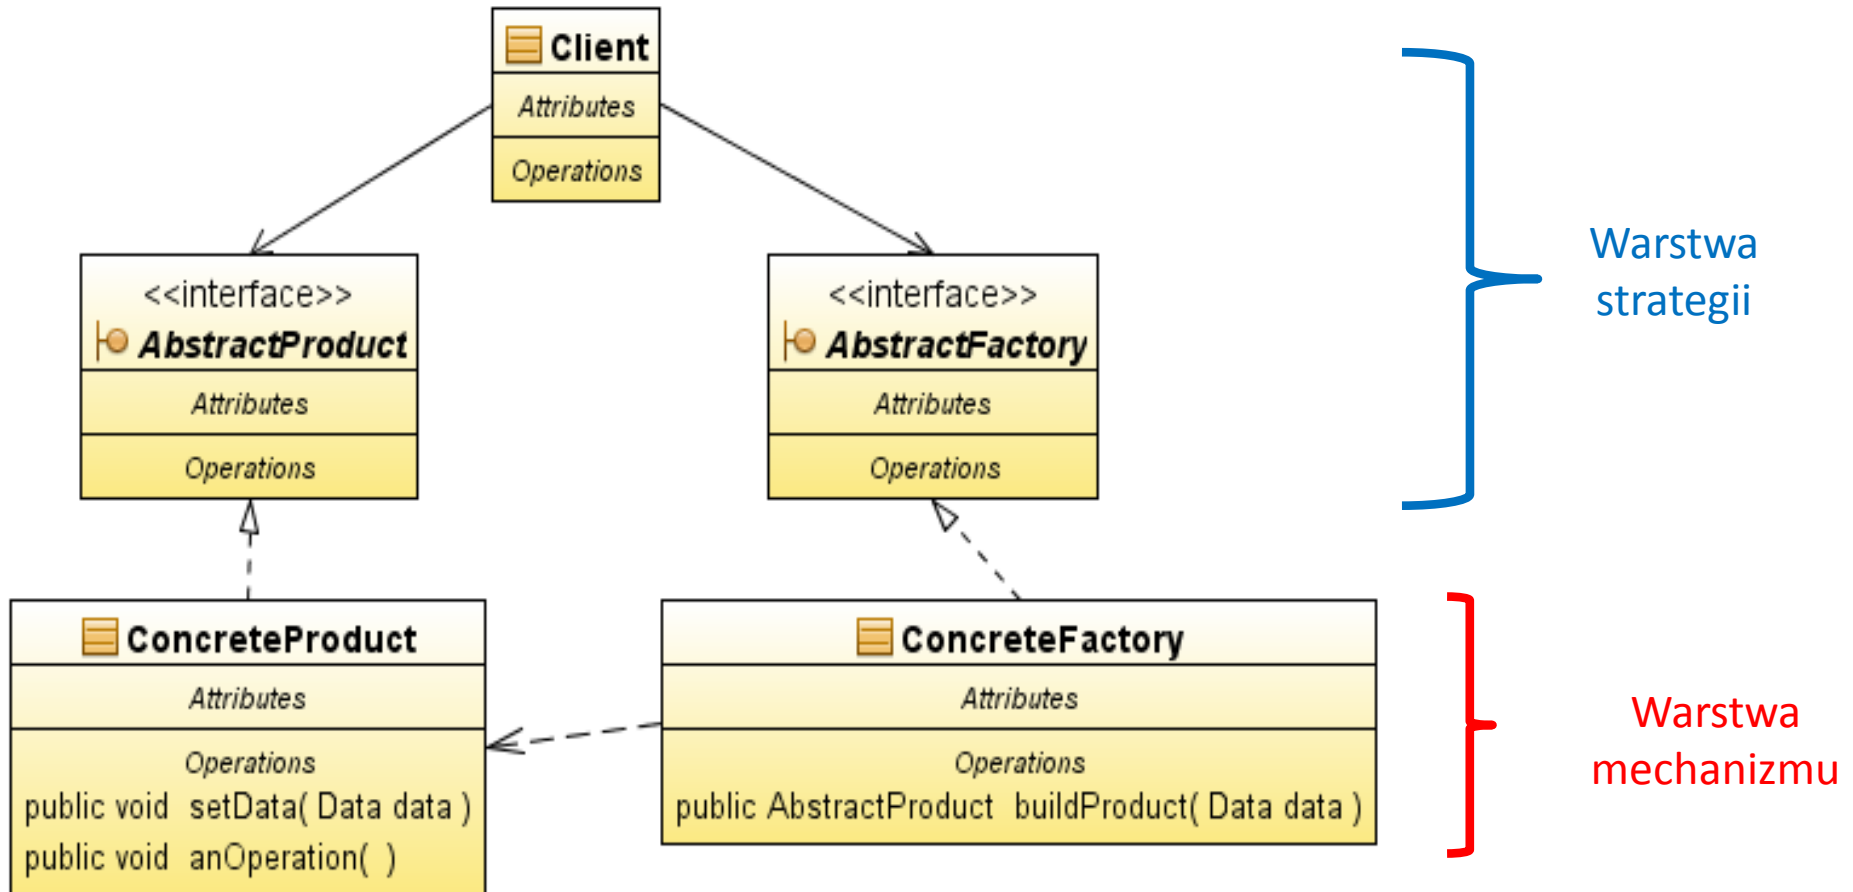 Client
Attributes
Operations
<<interface>>
AbstractProduct
Attributes
Operations
<<interface>>
AbstractFactory
Attributes
Operations
Warstwa
strategii
ConcreteProduct
Attributes
Operations
public void setData( Data data )
public void anOperation( )
ConcreteFactory
Attributes
Operations
public AbstractProduct buildProduct( Data data )
Warstwa
mechanizmu